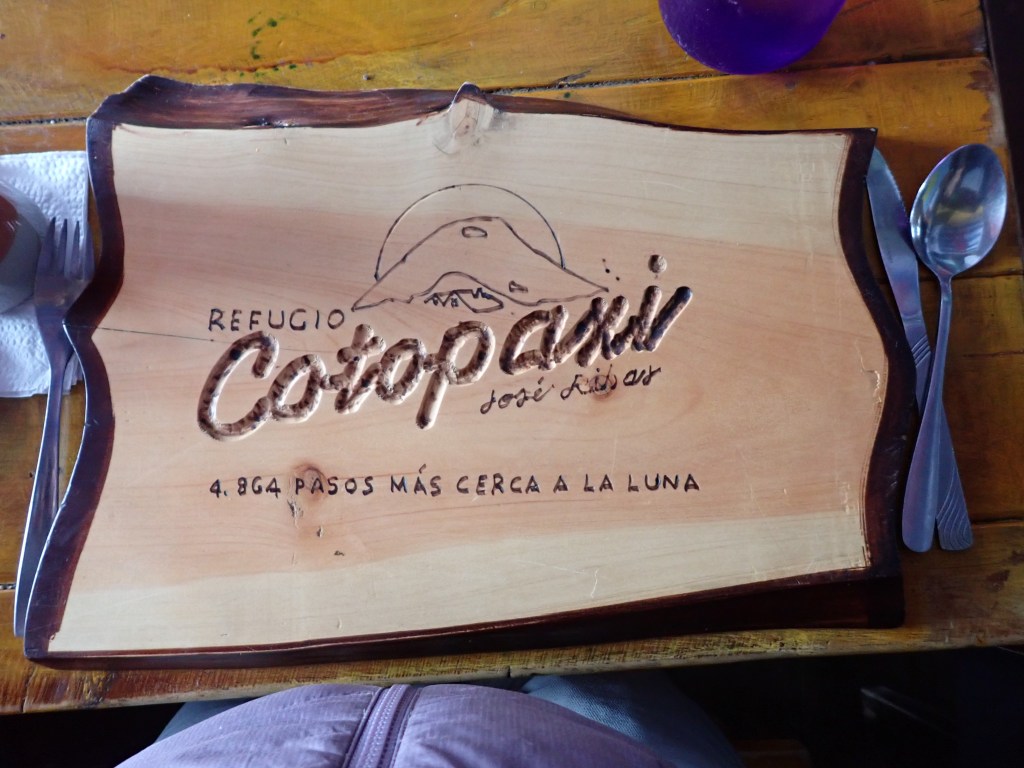 REFUGIO
Cotopaxi
José Ribas
4.864 PASOS MÁS CERCA A LA LUNA